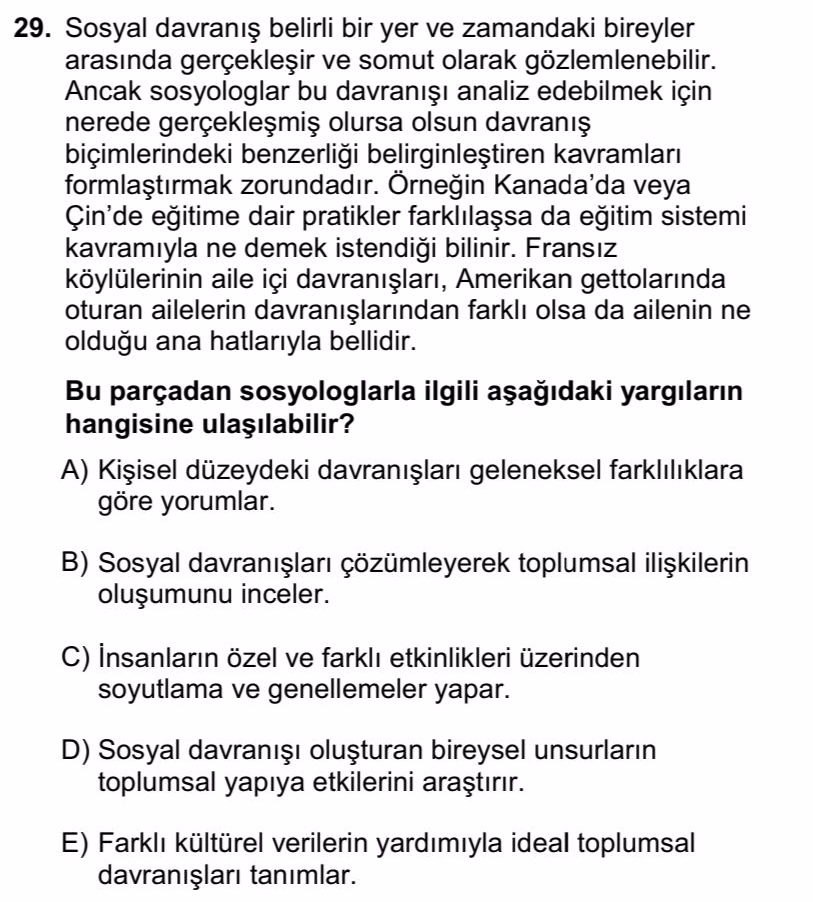 29. Sosyal davranış belirli bir yer ve zamandaki bireyler
arasında gerçekleşir ve somut olarak gözlemlenebilir.
Ancak sosyologlar bu davranışı analiz edebilmek için
nerede gerçekleşmiş olursa olsun davranış
biçimlerindeki benzerliği belirginleştiren kavramları
formlaştırmak zorundadır. Örneğin Kanada’da veya
Çin’de eğitime dair pratikler farklılaşsa da eğitim sistemi
kavramıyla ne demek istendiği bilinir. Fransız
köylülerinin aile içi davranışları, Amerikan gettolarında
oturan ailelerin davranışlarından farklı olsa da ailenin ne
olduğu ana hatlarıyla bellidir.
Bu parçadan sosyologlarla ilgili aşağıdaki yargıların
hangisine ulaşılabilir?
A) Kişisel düzeydeki davranışları geleneksel farklılıklara
göre yorumlar.
B) Sosyal davranışları çözümleyerek toplumsal ilişkilerin
oluşumunu inceler.
C) İnsanların özel ve farklı etkinlikleri üzerinden
soyutlama ve genellemeler yapar.
D) Sosyal davranışı oluşturan bireysel unsurların
toplumsal yapıya etkilerini araştırır.
E) Farklı kültürel verilerin yardımıyla ideal toplumsal
davranışları tanımlar.